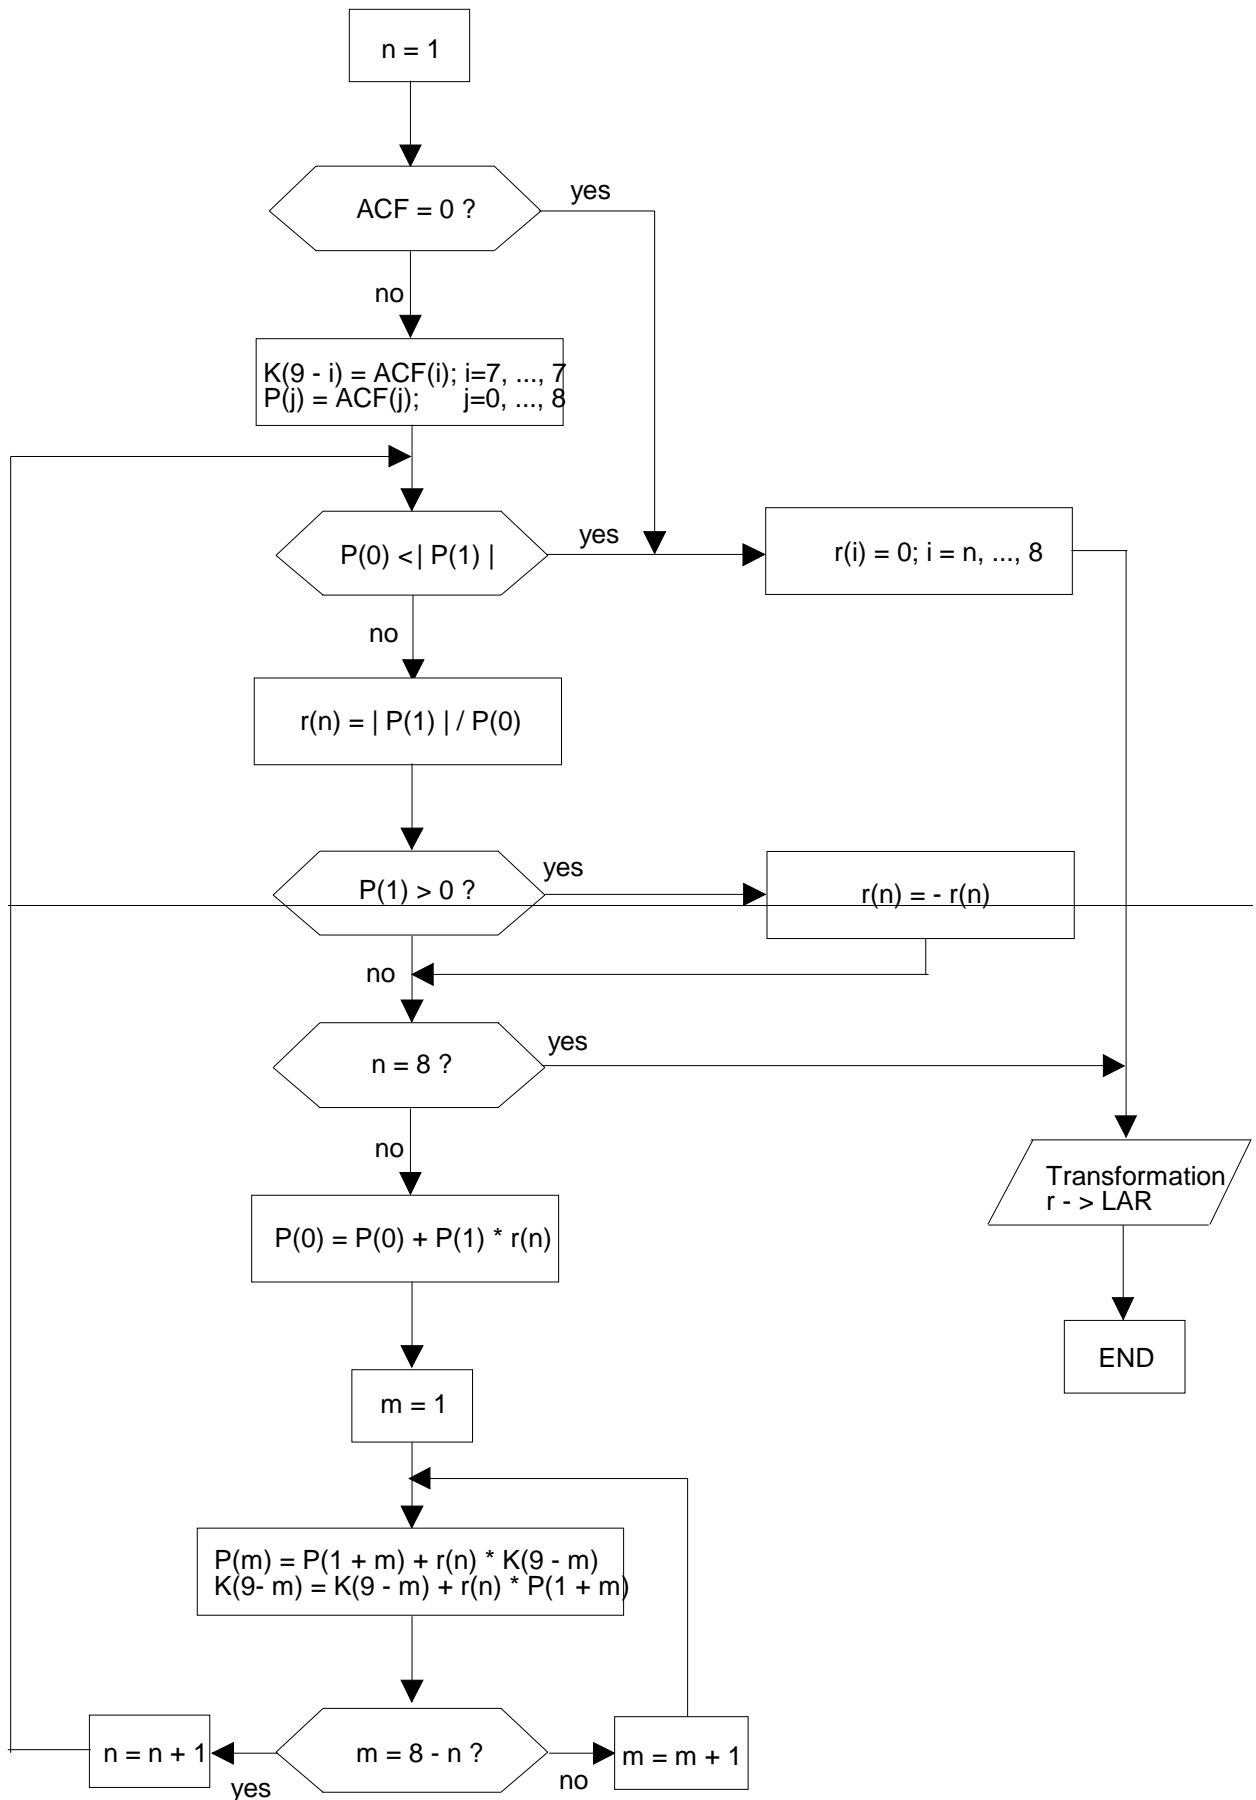 n = 1
ACF = 0 ?
yes
no
K(9 - i) = ACF(i); i=7, ..., 7
P(j) = ACF(j); j=0, ..., 8
P(0) < | P(1) |
yes
r(i) = 0; i = n, ..., 8
no
r(n) = | P(1) | / P(0)
P(1) > 0 ?
yes
r(n) = - r(n)
no
n = 8 ?
yes
no
Transformation
r - > LAR
P(0) = P(0) + P(1) * r(n)
END
m = 1
P(m) = P(1 + m) + r(n) * K(9 - m)
K(9- m) = K(9 - m) + r(n) * P(1 + m)
n = n + 1
yes
m = 8 - n ?
no
m = m + 1